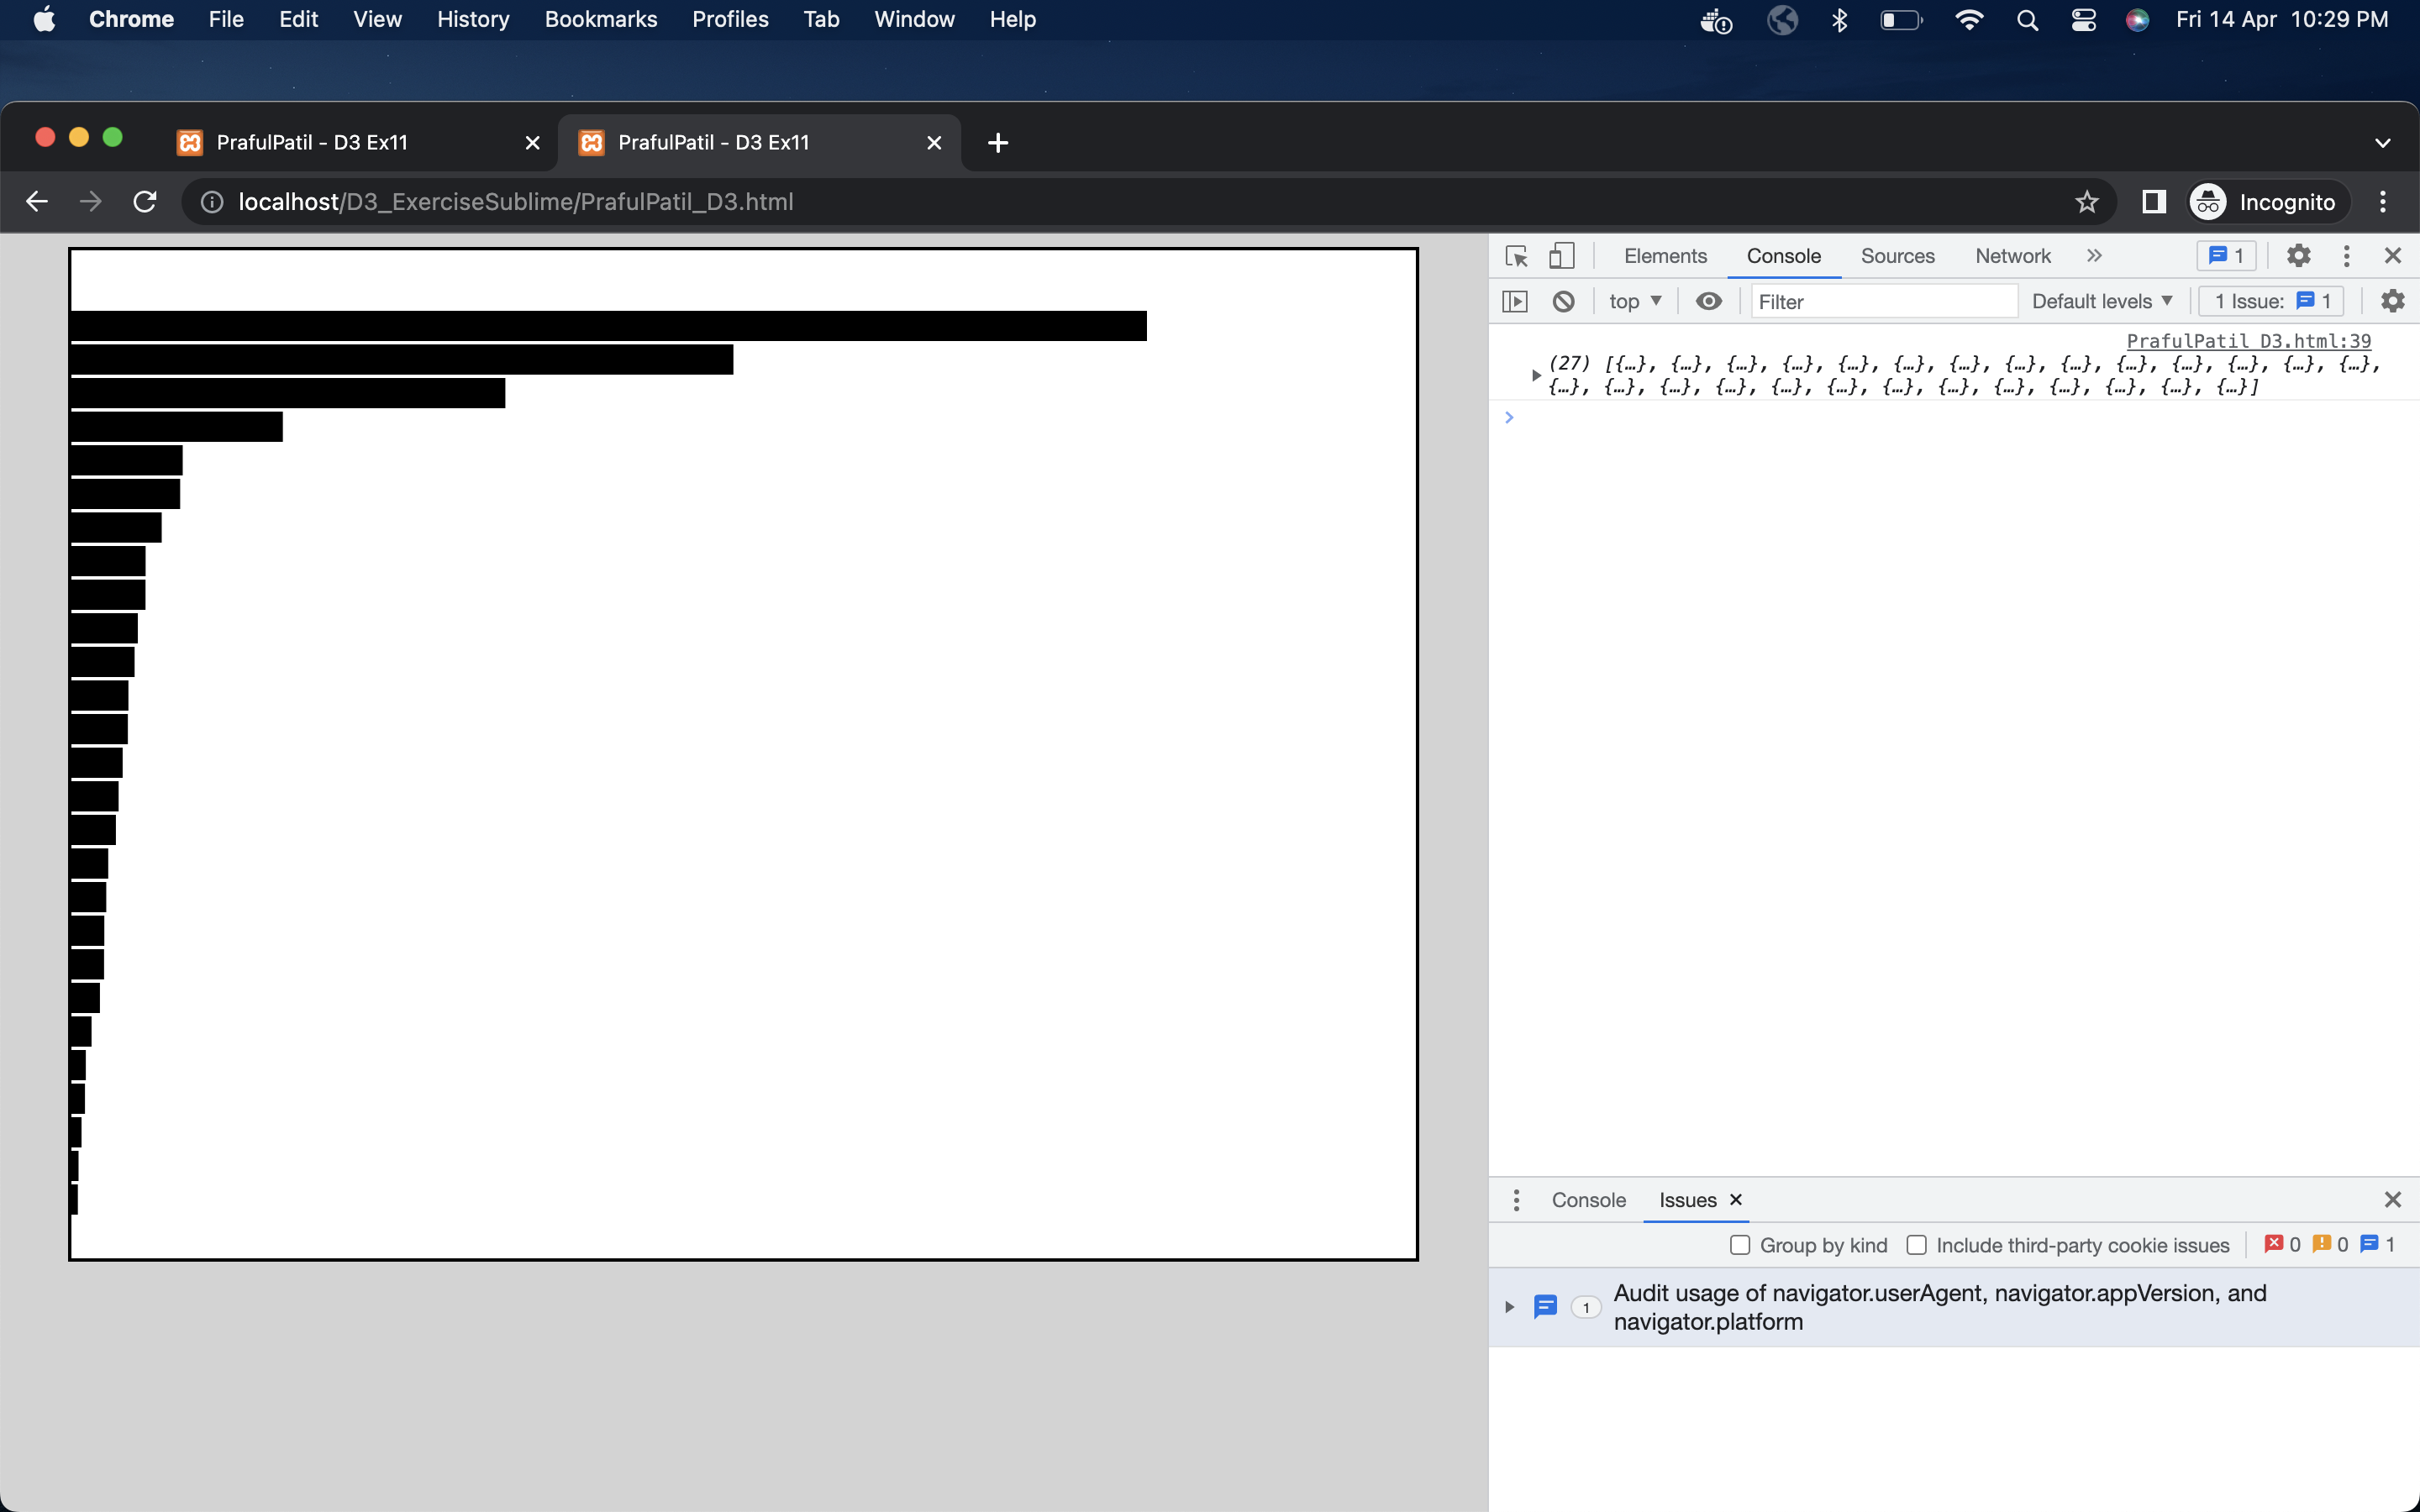 Chrome File Edit View History Bookmarks Profiles Tab Window Help Fri 14 Apr 10:29 PM
PrafulPatil - D3 Ex11 PrafulPatil - D3 Ex11
localhost/D3_ExerciseSublime/PrafulPatil_D3.html Incognito
Elements Console Sources Network 1
top Filter Default levels 1 Issue: 1
PrafulPatil D3.html:39
(27) [{…}, {…}, {…}, {…}, {…}, {…}, {…}, {…}, {…}, {…}, {…}, {…}, {…}, {…},
{…}, {…}, {…}, {…}, {…}, {…}, {…}, {…}, {…}, {…}, {…}, {…}, {…}]
Console Issues
Group by kind Include third-party cookie issues 0 0 1
1 Audit usage of navigator.userAgent, navigator.appVersion, and
navigator.platform